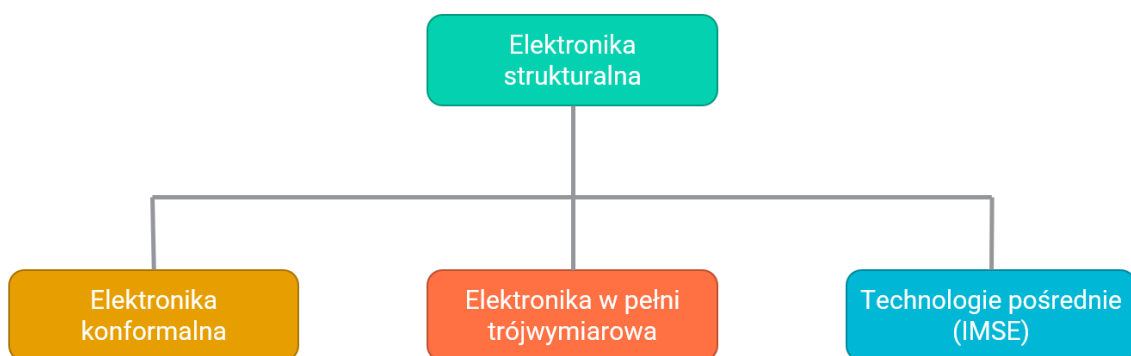 Elektronika
strukturalna
Elektronika
konformalna
Elektronika w pełni
trójwymiarowa
Technologie pośrednie
(IMSE)